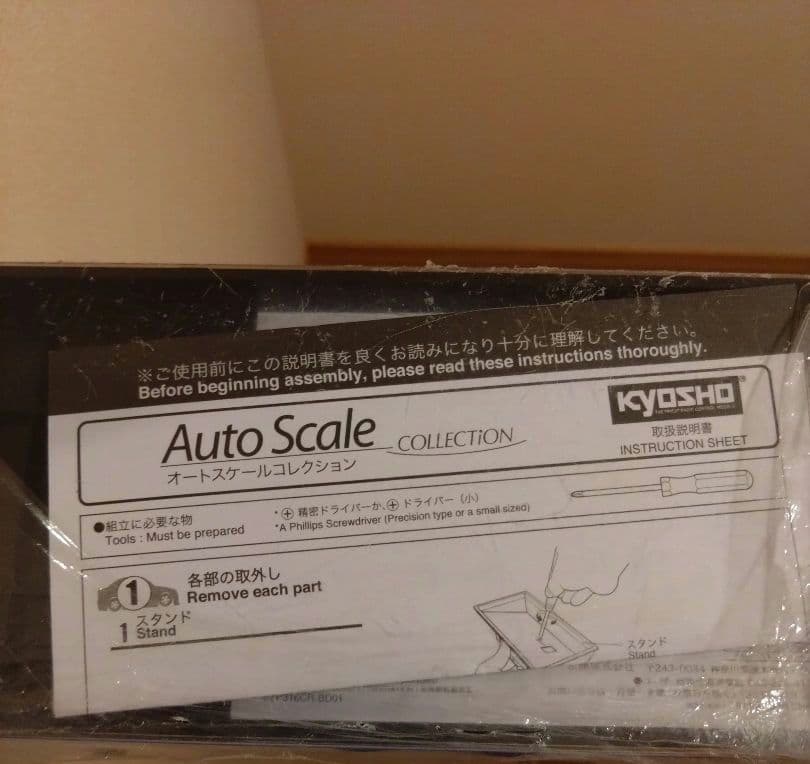 ※ご使用前にこの説明書を良くお読みになり十分に理解してください。
Before beginning assembly, please read these instructions thoroughly.
Auto Scale COLLECTiON
オートスケールコレクション
KYOSHO
取扱説明書
INSTRUCTION SHEET
●組立に必要な物
Tools : Must be prepared
*⊕精密ドライバーか、⊕ドライバー（小）
*A Phillips Screwdriver (Precision type or a small sized)
1 各部の取外し
Remove each part
1 スタンド
Stand
スタンド
Stand
〒243-0034